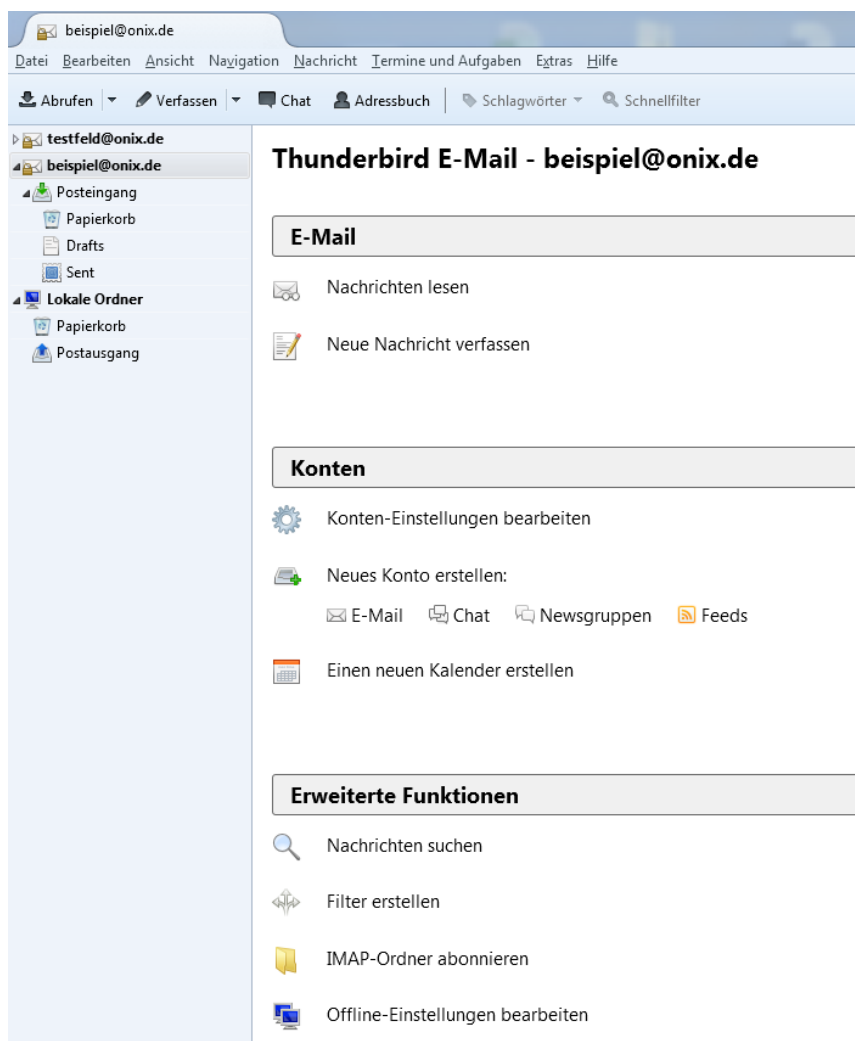 beispiel@onix.de
Datei Bearbeiten Ansicht Navigation Nachricht Termine und Aufgaben Extras Hilfe
Abrufen Verfassen Chat Adressbuch Schlagwörter Schnellfilter
testfeld@onix.de
beispiel@onix.de
Posteingang
Papierkorb
Drafts
Sent
Lokale Ordner
Papierkorb
Postausgang
Thunderbird E-Mail - beispiel@onix.de
E-Mail
Nachrichten lesen
Neue Nachricht verfassen
Konten
Konten-Einstellungen bearbeiten
Neues Konto erstellen:
E-Mail Chat Newsgruppen Feeds
Einen neuen Kalender erstellen
Erweiterte Funktionen
Nachrichten suchen
Filter erstellen
IMAP-Ordner abonnieren
Offline-Einstellungen bearbeiten